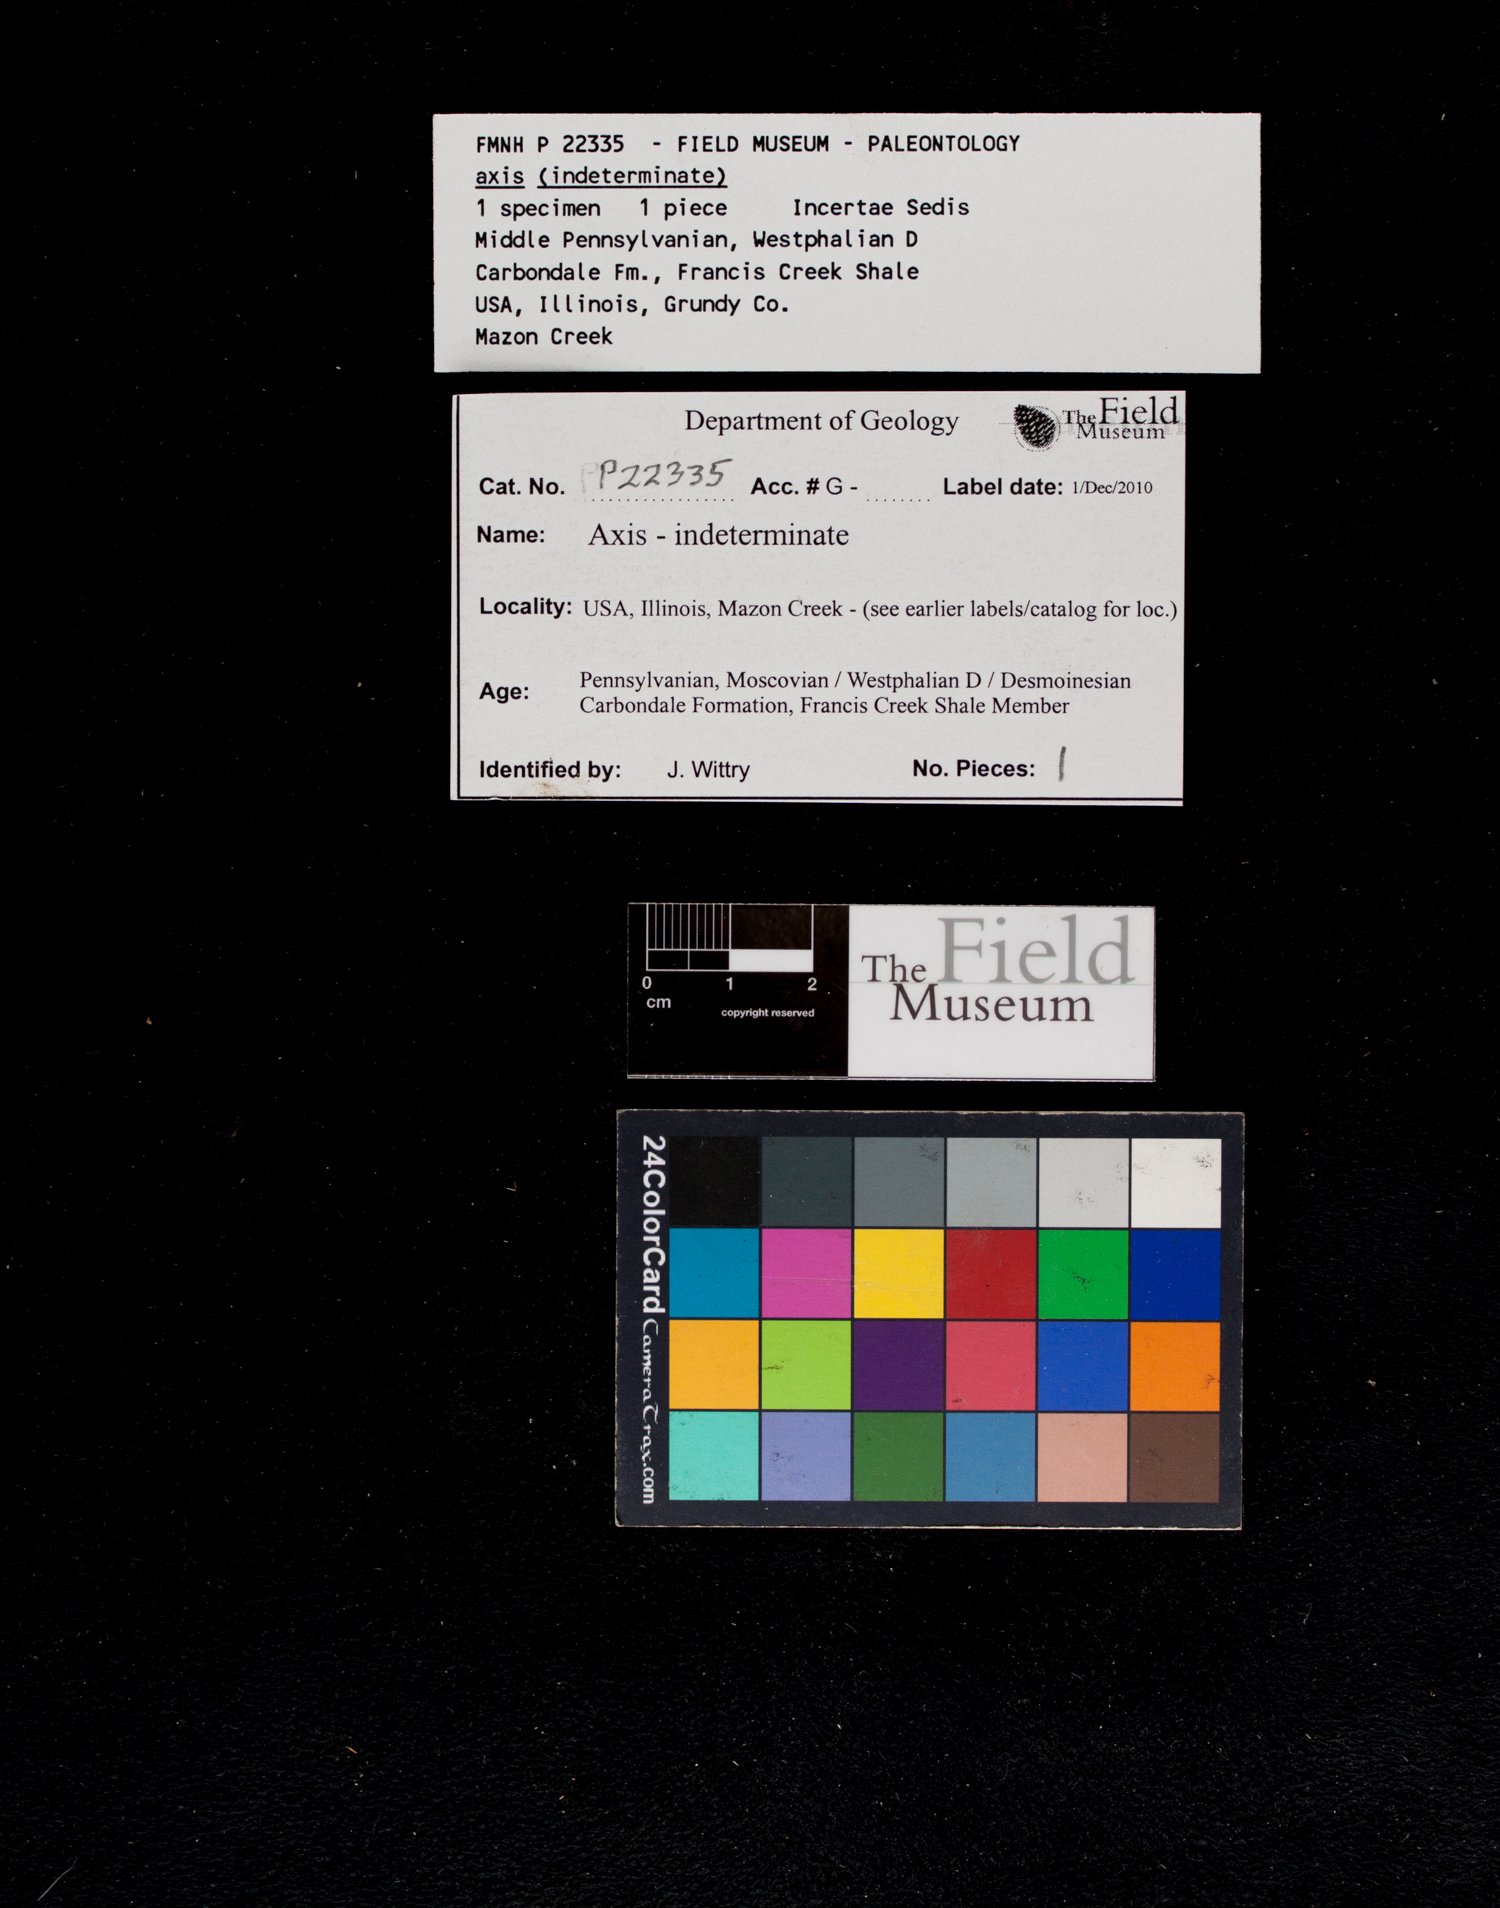 FMNH P 22335 - FIELD MUSEUM - PALEONTOLOGY
axis (indeterminate)
1 specimen 1 piece Incertae Sedis
Middle Pennsylvanian, Westphalian D
Carbondale Fm., Francis Creek Shale
USA, Illinois, Grundy Co.
Mazon Creek
Department of Geology
The Field
Museum
Cat. No. PP22335 Acc. # G - ....... Label date: 1/Dec/2010
Name: Axis - indeterminate
Locality: USA, Illinois, Mazon Creek - (see earlier labels/catalog for loc.)
Age: Pennsylvanian, Moscovian / Westphalian D / Desmoinesian
Carbondale Formation, Francis Creek Shale Member
Identified by: J. Wittry No. Pieces: 1
0 1 2
cm
copyright reserved
The Field
Museum
24ColorCard CameraTrax.com